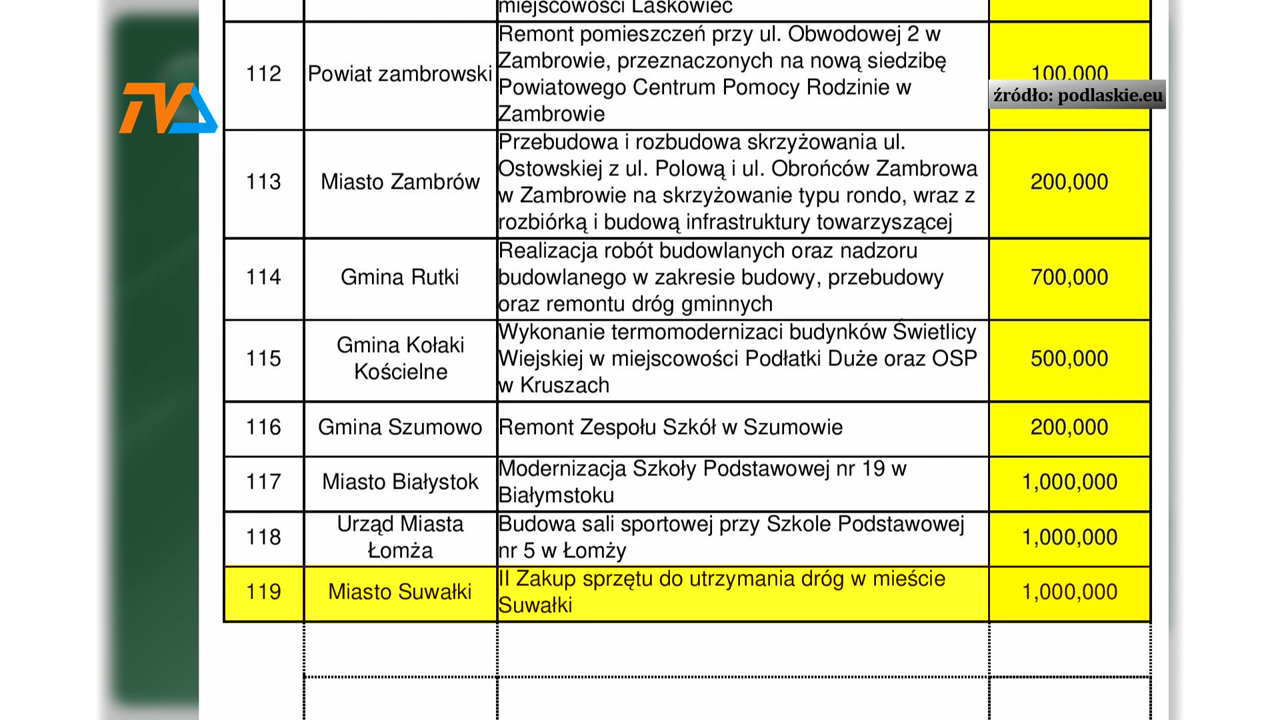 miejscowości Laskowiec
112
Powiat zambrowski
Remont pomieszczeń przy ul. Obwodowej 2 w
Zambrowie, przeznaczonych na nową siedzibę
Powiatowego Centrum Pomocy Rodzinie w
Zambrowie
100,000
źródło: podlaskie.eu
TVA
113
Miasto Zambrów
Przebudowa i rozbudowa skrzyżowania ul.
Ostowskiej z ul. Polową i ul. Obrońców Zambrowa
w Zambrowie na skrzyżowanie typu rondo, wraz z
rozbiórką i budową infrastruktury towarzyszącej
200,000
114
Gmina Rutki
Realizacja robót budowlanych oraz nadzoru
budowlanego w zakresie budowy, przebudowy
oraz remontu dróg gminnych
700,000
115
Gmina Kołaki
Kościelne
Wykonanie termomodernizaci budynków Świetlicy
Wiejskiej w miejscowości Podłatki Duże oraz OSP
w Kruszach
500,000
116
Gmina Szumowo
Remont Zespołu Szkół w Szumowie
200,000
117
Miasto Białystok
Modernizacja Szkoły Podstawowej nr 19 w
Białymstoku
1,000,000
118
Urząd Miasta
Łomża
Budowa sali sportowej przy Szkole Podstawowej
nr 5 w Łomży
1,000,000
119
Miasto Suwałki
II Zakup sprzętu do utrzymania dróg w mieście
Suwałki
1,000,000